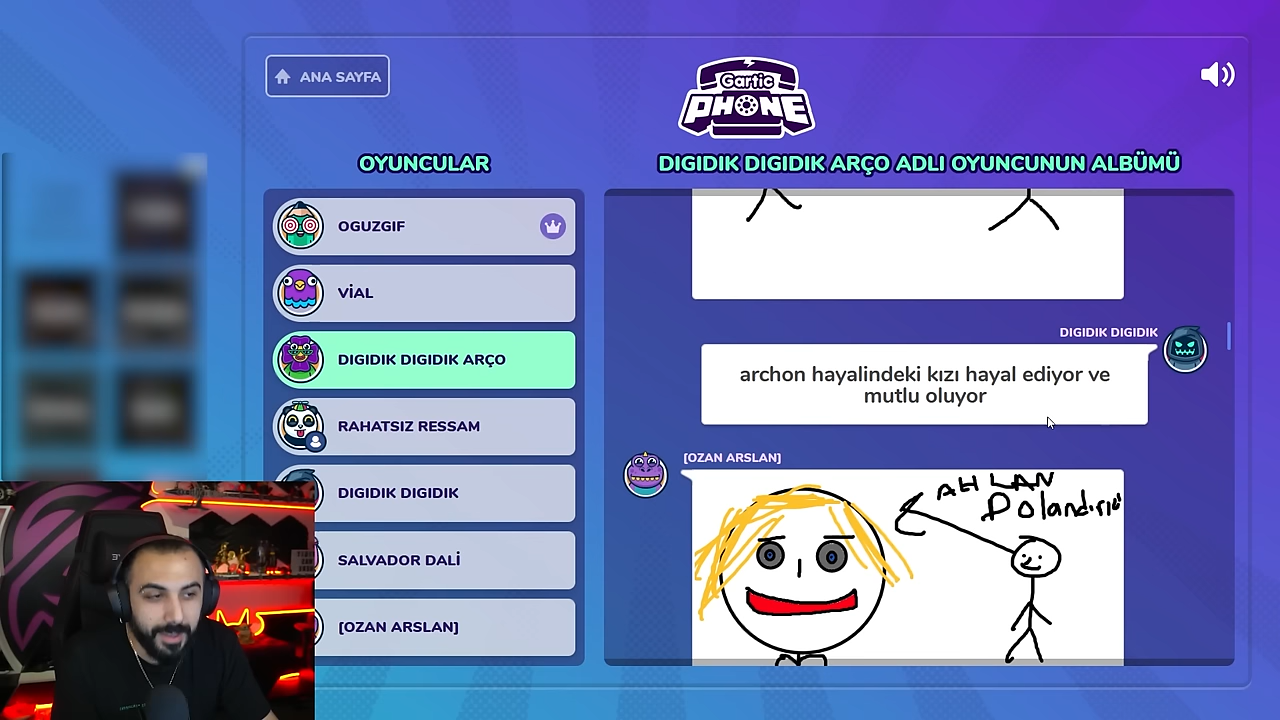 ANA SAYFA
Gartic
PHONE
OYUNCULAR
DIGIDIK DIGIDIK ARÇO ADLI OYUNCUNUN ALBÜMÜ
OGUZGIF
VİAL
DIGIDIK DIGIDIK ARÇO
RAHATSIZ RESSAM
DIGIDIK DIGIDIK
SALVADOR DALİ
[OZAN ARSLAN]
DIGIDIK DIGIDIK
archon hayalindeki kızı hayal ediyor ve
mutlu oluyor
[OZAN ARSLAN]
AH LAN
Dolandırıd